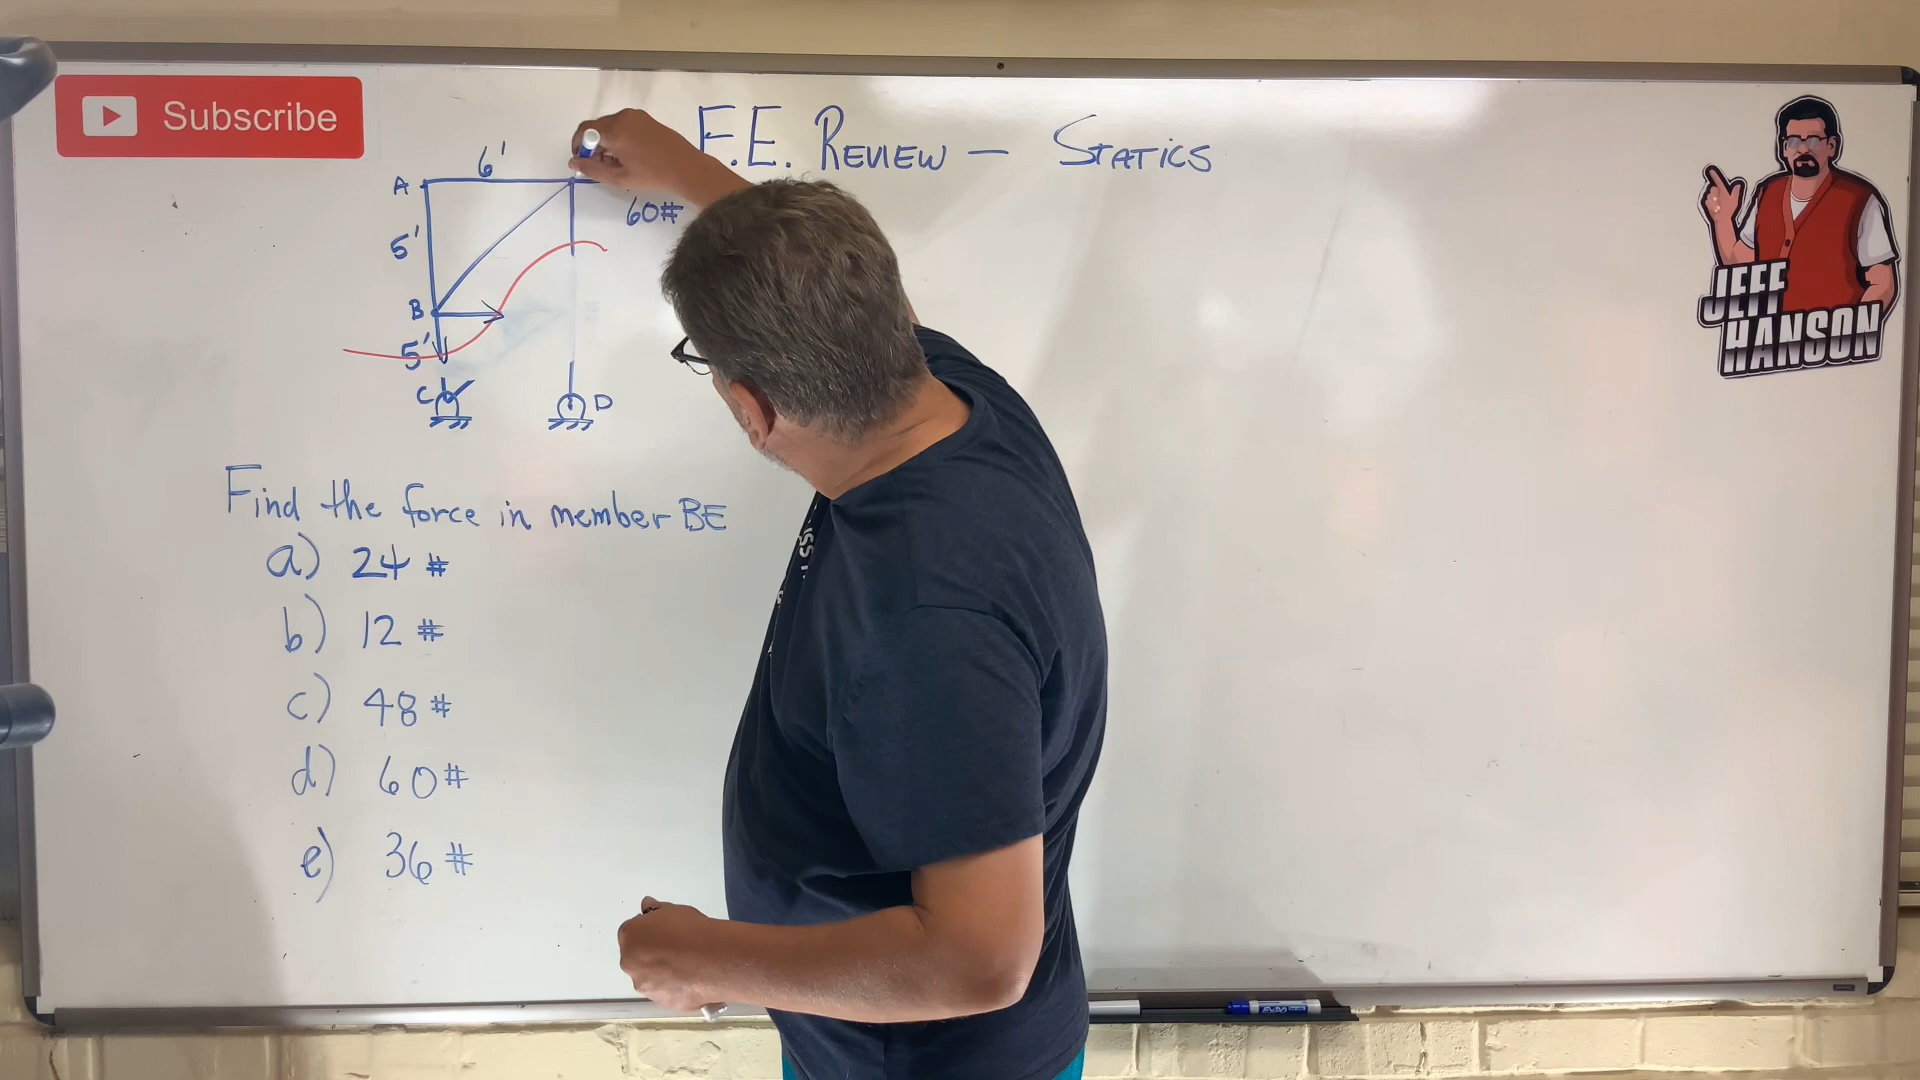 Subscribe
F.E. REVIEW - STATICS
6'
A
60#
5'
B
5'
C
D
JEFF
HANSON
Find the force in member BE
a) 24 #
b) 12 #
c) 48 #
d) 60 #
e) 36 #
EXPO